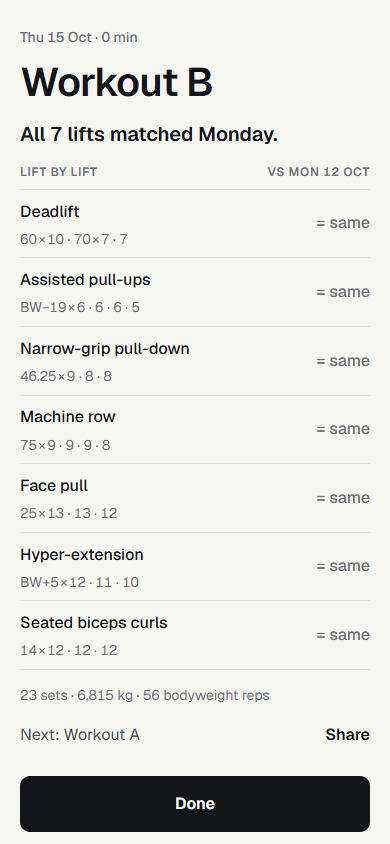 Thu 15 Oct · 0 min
Workout B
All 7 lifts matched Monday.
LIFT BY LIFT VS MON 12 OCT
Deadlift
60×10 · 70×7 · 7
= same
Assisted pull-ups
BW−19×6 · 6 · 6 · 5
= same
Narrow-grip pull-down
46.25×9 · 8 · 8
= same
Machine row
75×9 · 9 · 9 · 8
= same
Face pull
25×13 · 13 · 12
= same
Hyper-extension
BW+5×12 · 11 · 10
= same
Seated biceps curls
14×12 · 12 · 12
= same
23 sets · 6,815 kg · 56 bodyweight reps
Next: Workout A Share
Done